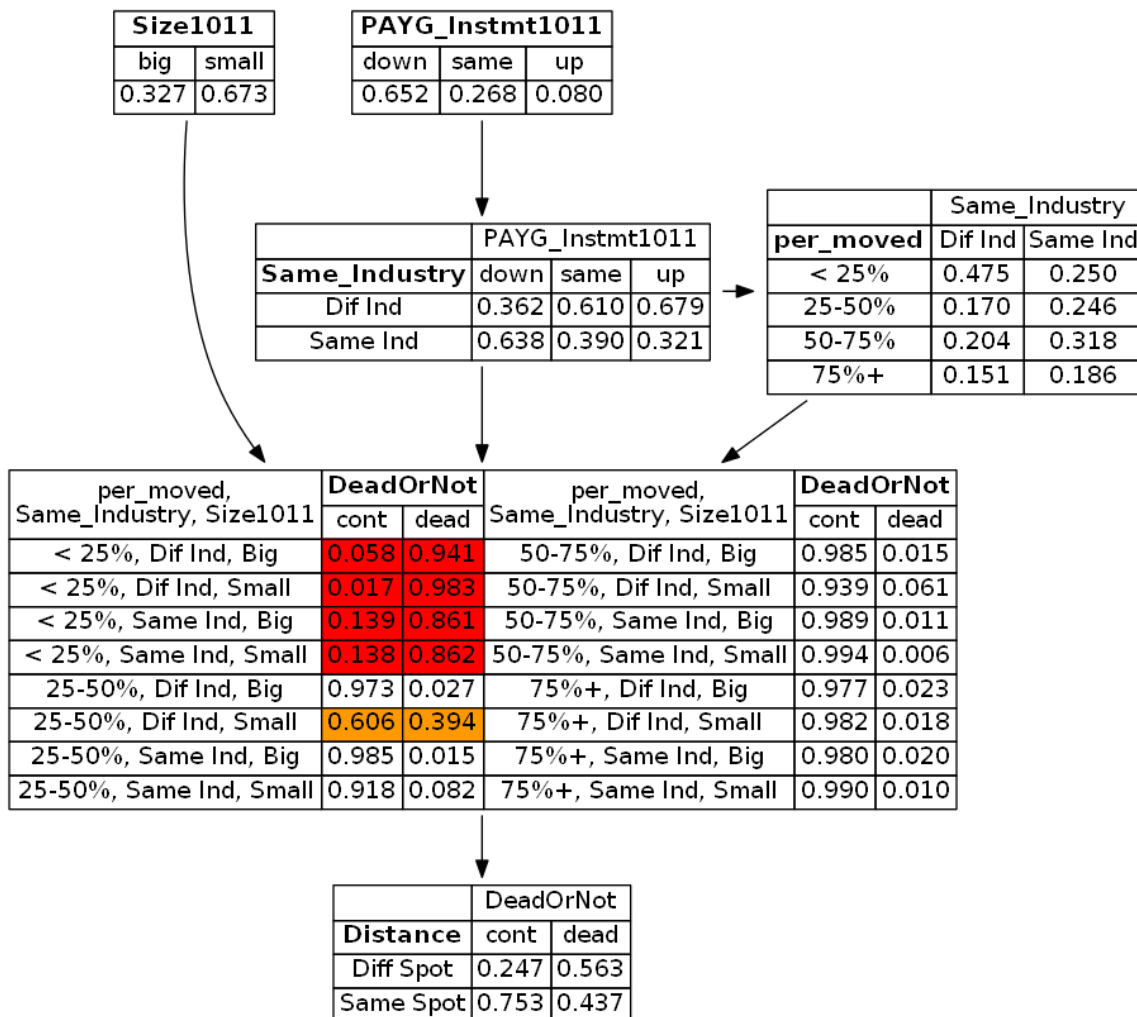 Size1011
big small
0.327 0.673
PAYG_Instmt1011
down same up
0.652 0.268 0.080
PAYG_Instmt1011
Same_Industry down same up
Dif Ind 0.362 0.610 0.679
Same Ind 0.638 0.390 0.321
Same_Industry
per_moved Dif Ind Same Ind
< 25% 0.475 0.250
25-50% 0.170 0.246
50-75% 0.204 0.318
75%+ 0.151 0.186
per_moved,
Same_Industry, Size1011
DeadOrNot
cont dead
< 25%, Dif Ind, Big 0.058 0.941
< 25%, Dif Ind, Small 0.017 0.983
< 25%, Same Ind, Big 0.139 0.861
< 25%, Same Ind, Small 0.138 0.862
25-50%, Dif Ind, Big 0.973 0.027
25-50%, Dif Ind, Small 0.606 0.394
25-50%, Same Ind, Big 0.985 0.015
25-50%, Same Ind, Small 0.918 0.082
per_moved,
Same_Industry, Size1011
DeadOrNot
cont dead
50-75%, Dif Ind, Big 0.985 0.015
50-75%, Dif Ind, Small 0.939 0.061
50-75%, Same Ind, Big 0.989 0.011
50-75%, Same Ind, Small 0.994 0.006
75%+, Dif Ind, Big 0.977 0.023
75%+, Dif Ind, Small 0.982 0.018
75%+, Same Ind, Big 0.980 0.020
75%+, Same Ind, Small 0.990 0.010
DeadOrNot
Distance cont dead
Diff Spot 0.247 0.563
Same Spot 0.753 0.437